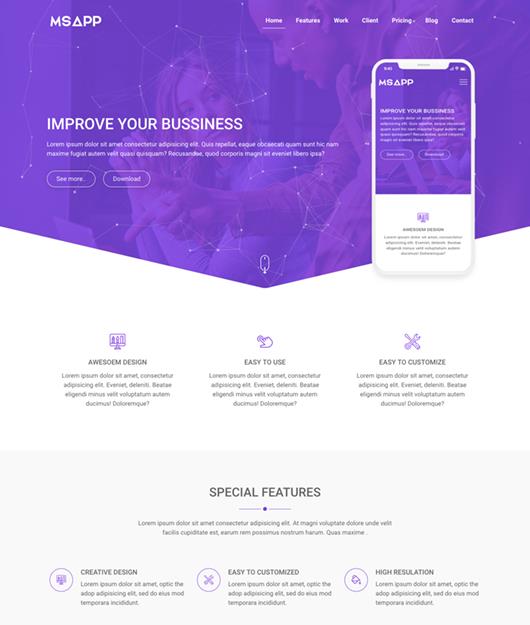 MSAPP
Home Features Work Client Pricing Blog Contact
9:41
MSAPP
IMPROVE YOUR BUSSINESS
Lorem ipsum dolor sit amet consectetur adipisicing elit. Quis repellat, eaque obcaecati quam sunt nam
maxime fugiat autem velit quasi quisquam? Recusandae, quod corporis magni ex similique libero, ipsa?
See more.. Download
IMPROVE YOUR BUSSINESS
Lorem ipsum dolor sit amet consectetur
adipisicing elit. Quis repellat, eaque obcaecati quam
sunt nam maxime fugiat autem velit quasi quisquam?
Recusandae, quod corporis magni ex similique libero,
ipsa?
See more.. Download
AWESOEM DESIGN
Lorem ipsum dolor sit amet, consectetur
adipisicing elit. Eveniet, deleniti. Beatae
eligendi minus velit voluptatum autem
ducimus! Doloremque?
AWESOEM DESIGN
Lorem ipsum dolor sit amet, consectetur
adipisicing elit. Eveniet, deleniti. Beatae
eligendi minus velit voluptatum autem
ducimus! Doloremque?
EASY TO USE
Lorem ipsum dolor sit amet, consectetur
adipisicing elit. Eveniet, deleniti. Beatae
eligendi minus velit voluptatum autem
ducimus! Doloremque?
EASY TO CUSTOMIZE
Lorem ipsum dolor sit amet, consectetur
adipisicing elit. Eveniet, deleniti. Beatae
eligendi minus velit voluptatum autem
ducimus! Doloremque?
SPECIAL FEATURES
Lorem ipsum dolor sit amet consectetur adipisicing elit. At magni voluptate dolore unde velit
facilis cupiditate est, corporis, nam possimus. Quas maxime .
CREATIVE DESIGN
Lorem ipsum dolor sit amet, optic the
adop adipisicing elit, sed do eius mod
temporara incididunt.
EASY TO CUSTOMIZED
Lorem ipsum dolor sit amet, optic the
adop adipisicing elit, sed do eius mod
temporara incididunt.
HIGH RESULATION
Lorem ipsum dolor sit amet, optic the
adop adipisicing elit, sed do eius mod
temporara incididunt.